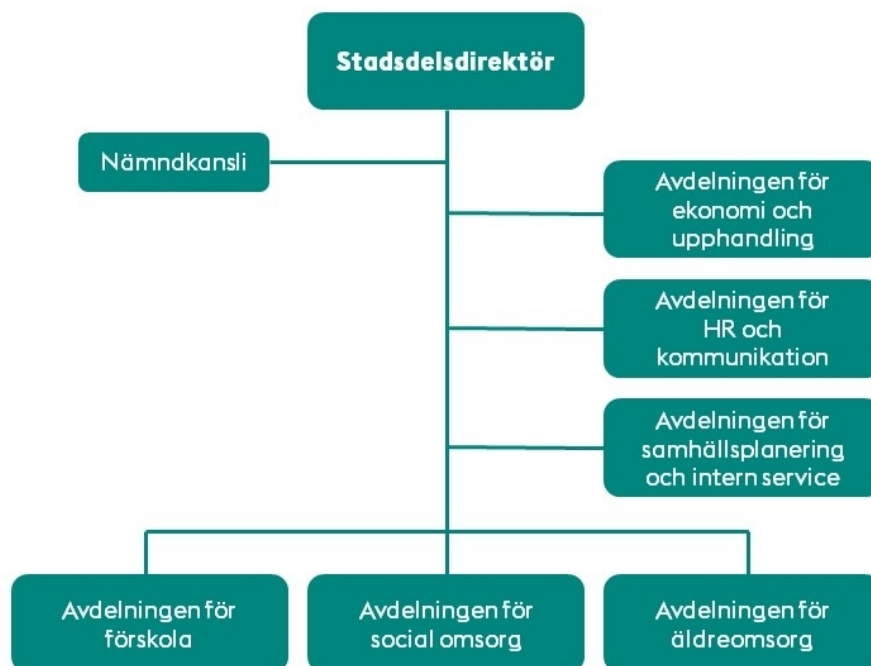 Stadsdelsdirektör
Nämndkansli
Avdelningen för
ekonomi och
upphandling
Avdelningen för
HR och
kommunikation
Avdelningen för
samhällsplanering
och intern service
Avdelningen för
förskola
Avdelningen för
social omsorg
Avdelningen för
äldreomsorg